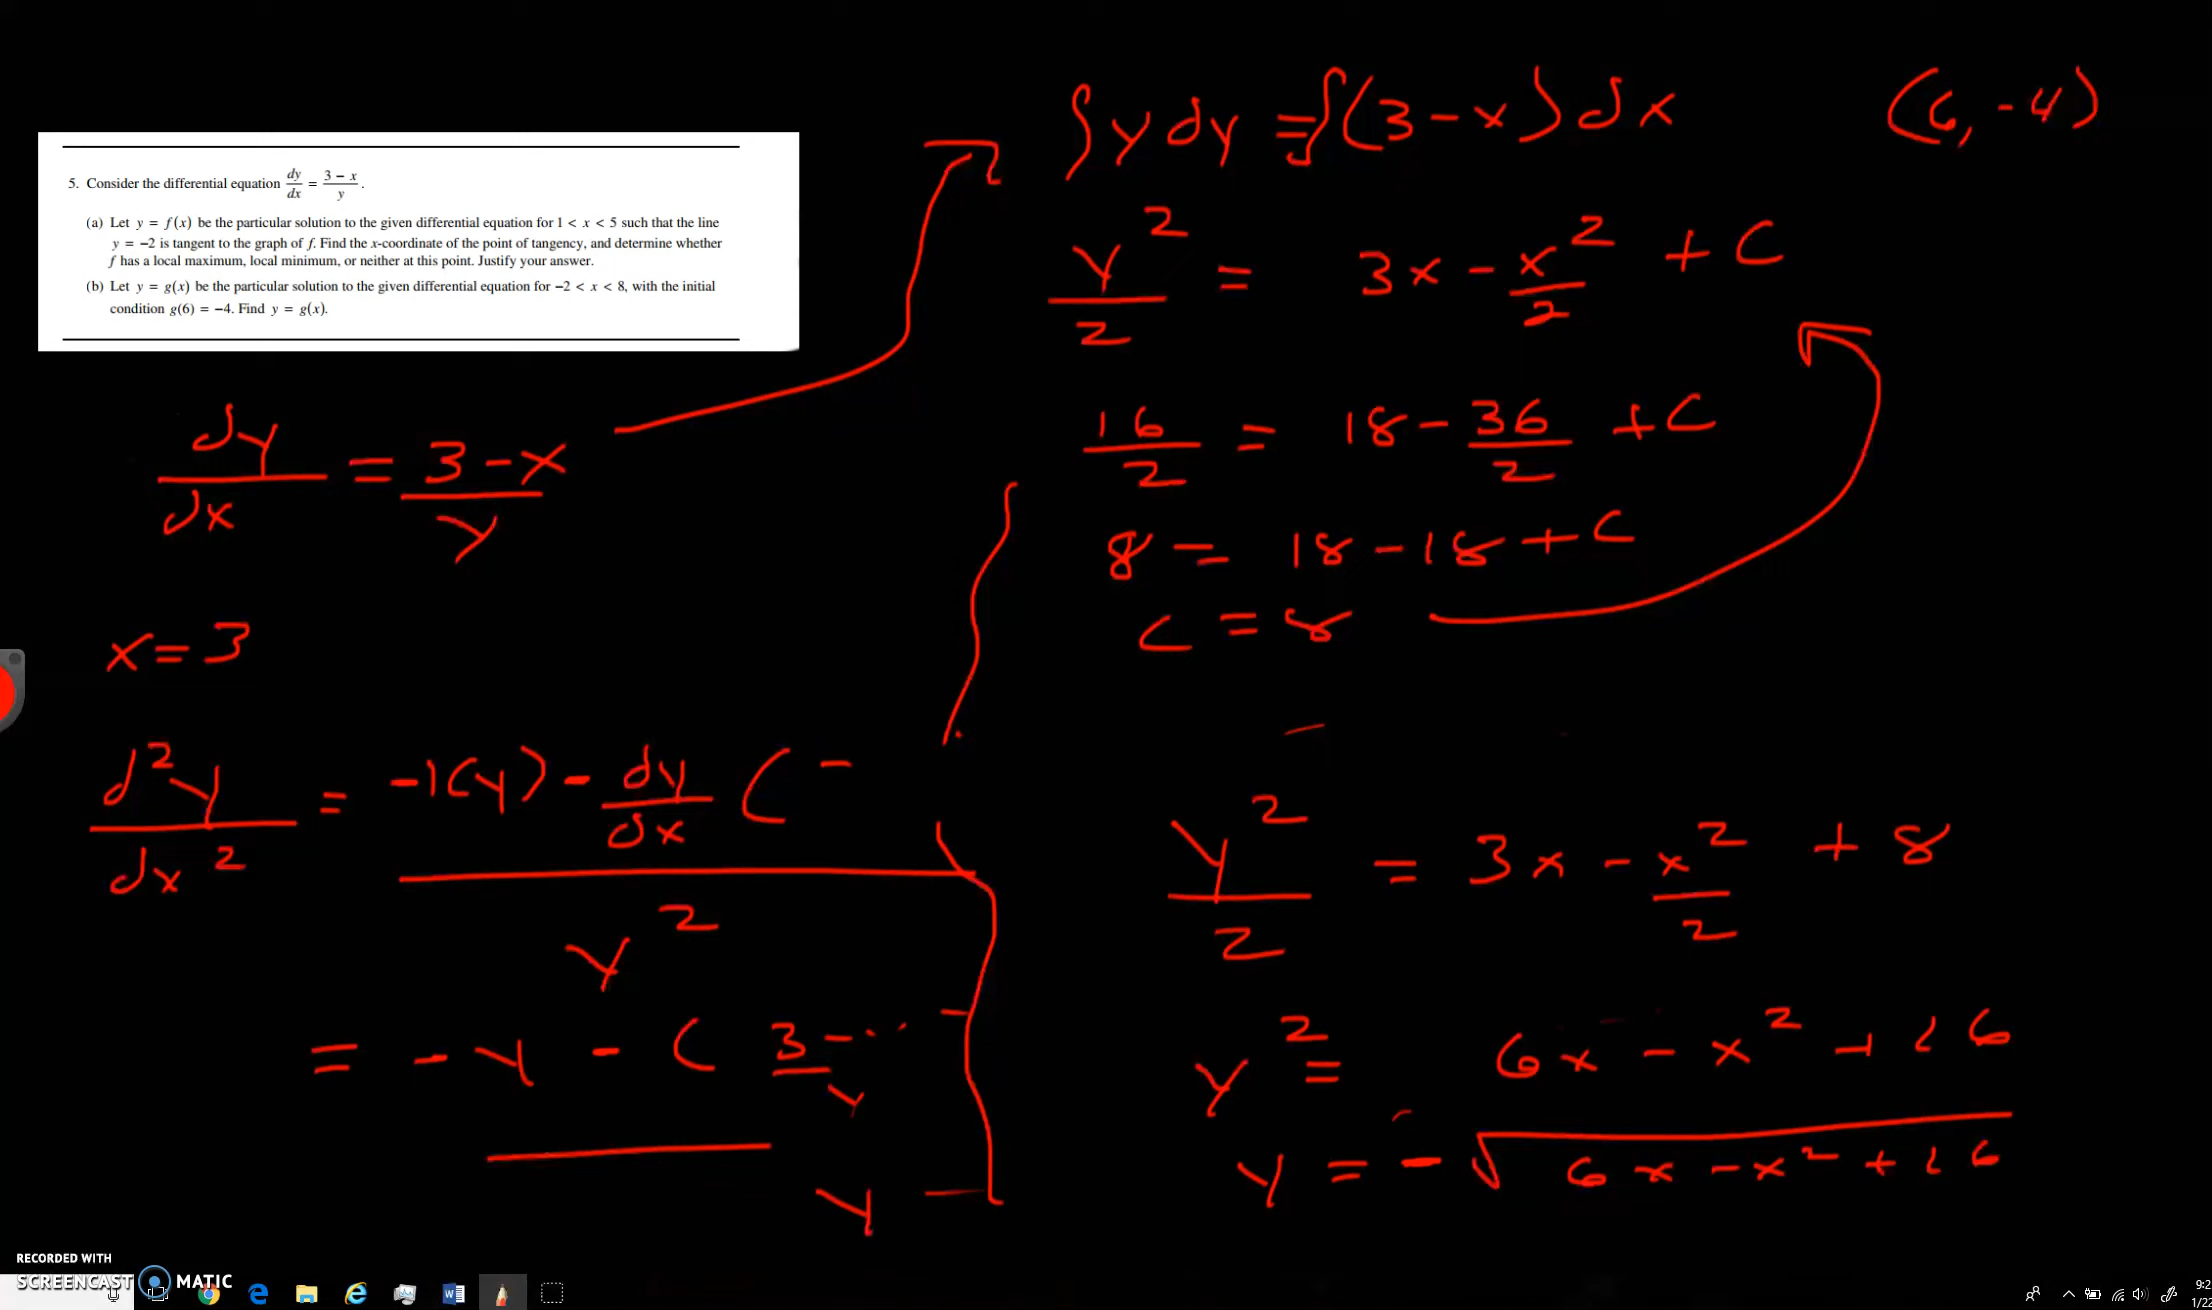 5. Consider the differential equation dy/dx = (3 − x)/y.
(a) Let y = f(x) be the particular solution to the given differential equation for 1 < x < 5 such that the line
y = −2 is tangent to the graph of f. Find the x-coordinate of the point of tangency, and determine whether
f has a local maximum, local minimum, or neither at this point. Justify your answer.
(b) Let y = g(x) be the particular solution to the given differential equation for −2 < x < 8, with the initial
condition g(6) = −4. Find y = g(x).
dy/dx = (3 − x)/y
x = 3
d²y/dx² = (−1(y) − dy/dx (−
y²
= −y − (3 −
y
y
∫ y dy = ∫(3 − x) dx
(6, −4)
y²/2 = 3x − x²/2 + C
16/2 = 18 − 36/2 + C
8 = 18 − 18 + C
C = 8
y²/2 = 3x − x²/2 + 8
y² = 6x − x² + 16
y = −√(6x − x² + 16)
RECORDED WITH
SCREENCAST MATIC
9:2
1/22